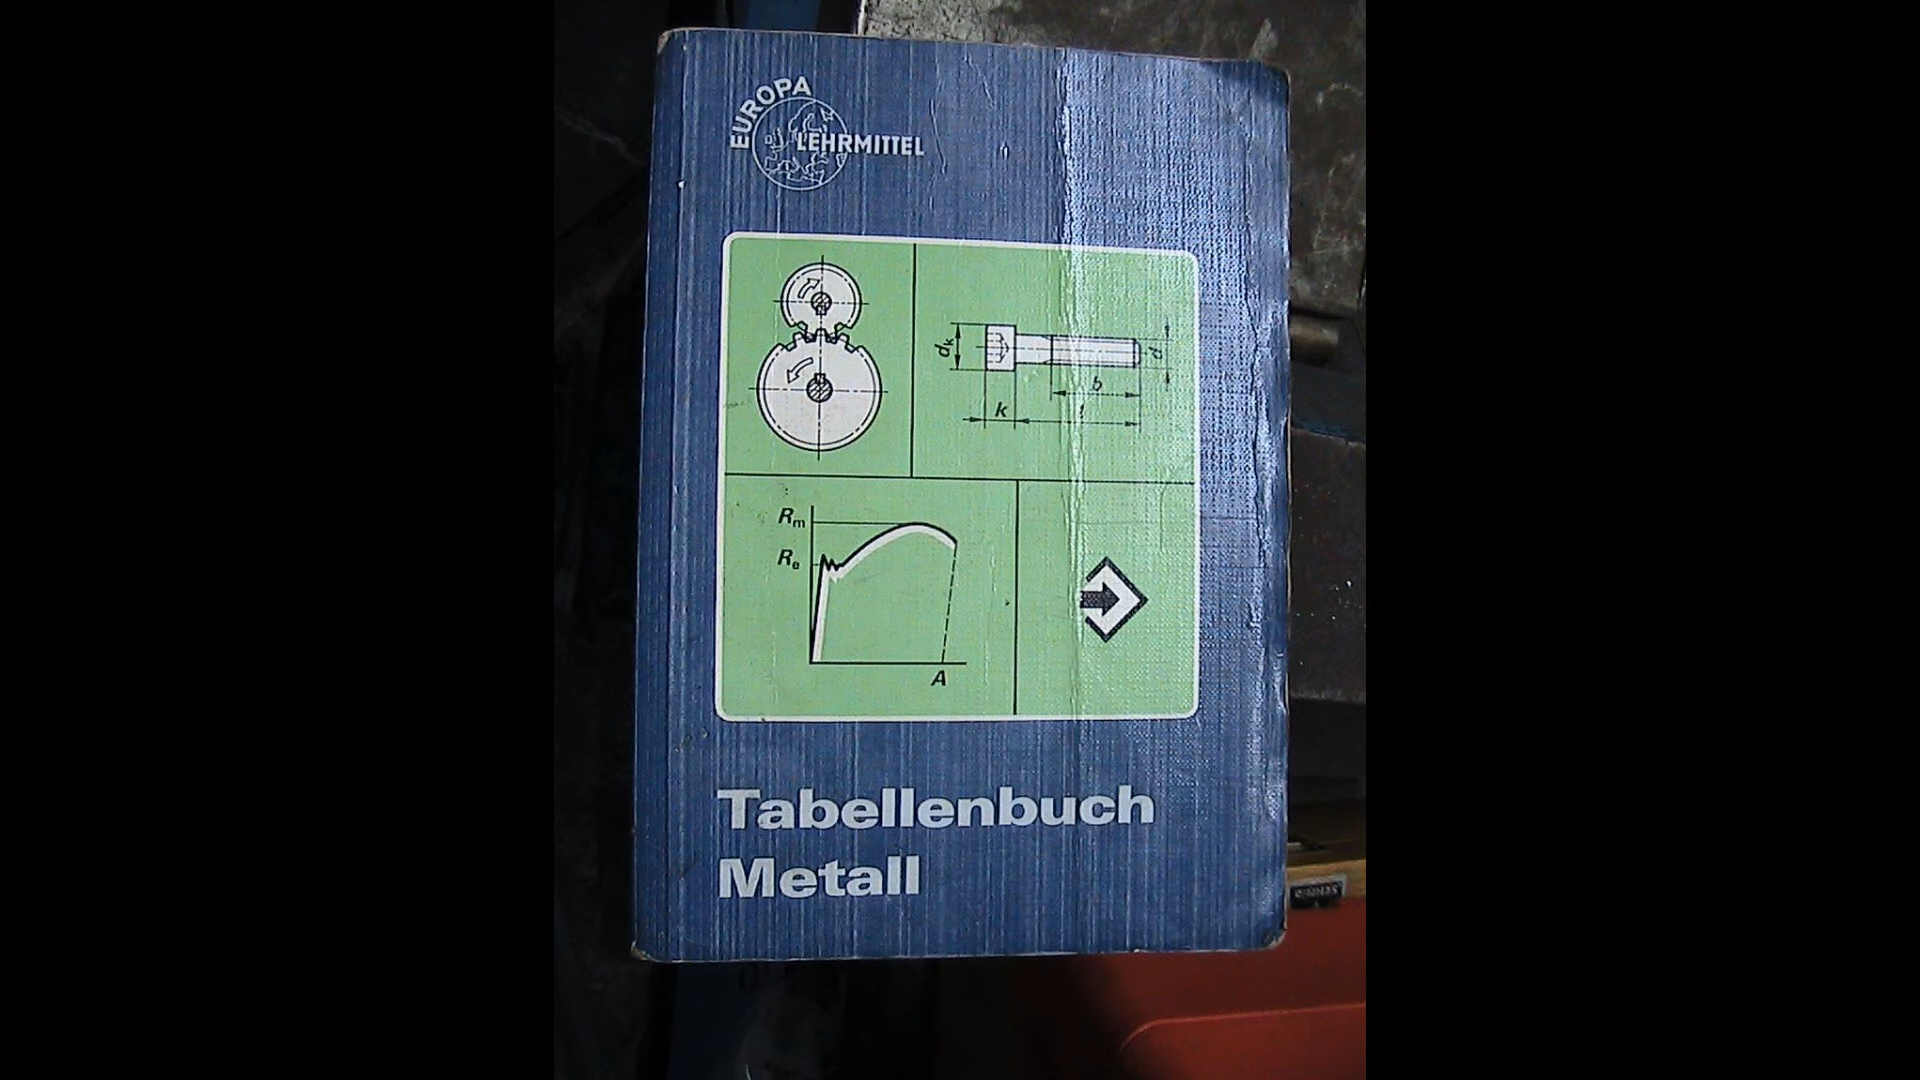 EUROPA
LEHRMITTEL
dk
d
b
k
l
Rm
Re
A
Tabellenbuch
Metall